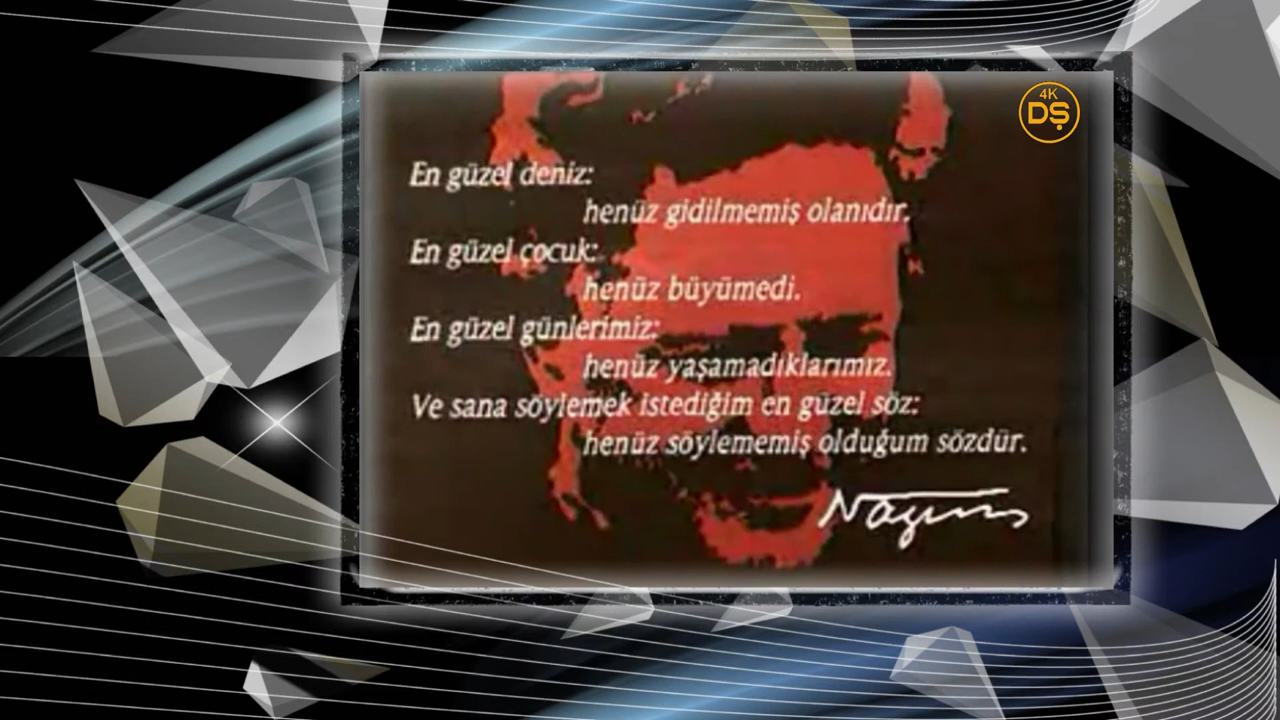 4K
DŞ
En güzel deniz:
henüz gidilmemiş olanıdır.
En güzel çocuk:
henüz büyümedi.
En güzel günlerimiz:
henüz yaşamadıklarımız.
Ve sana söylemek istediğim en güzel söz:
henüz söylememiş olduğum sözdür.
Nâzım